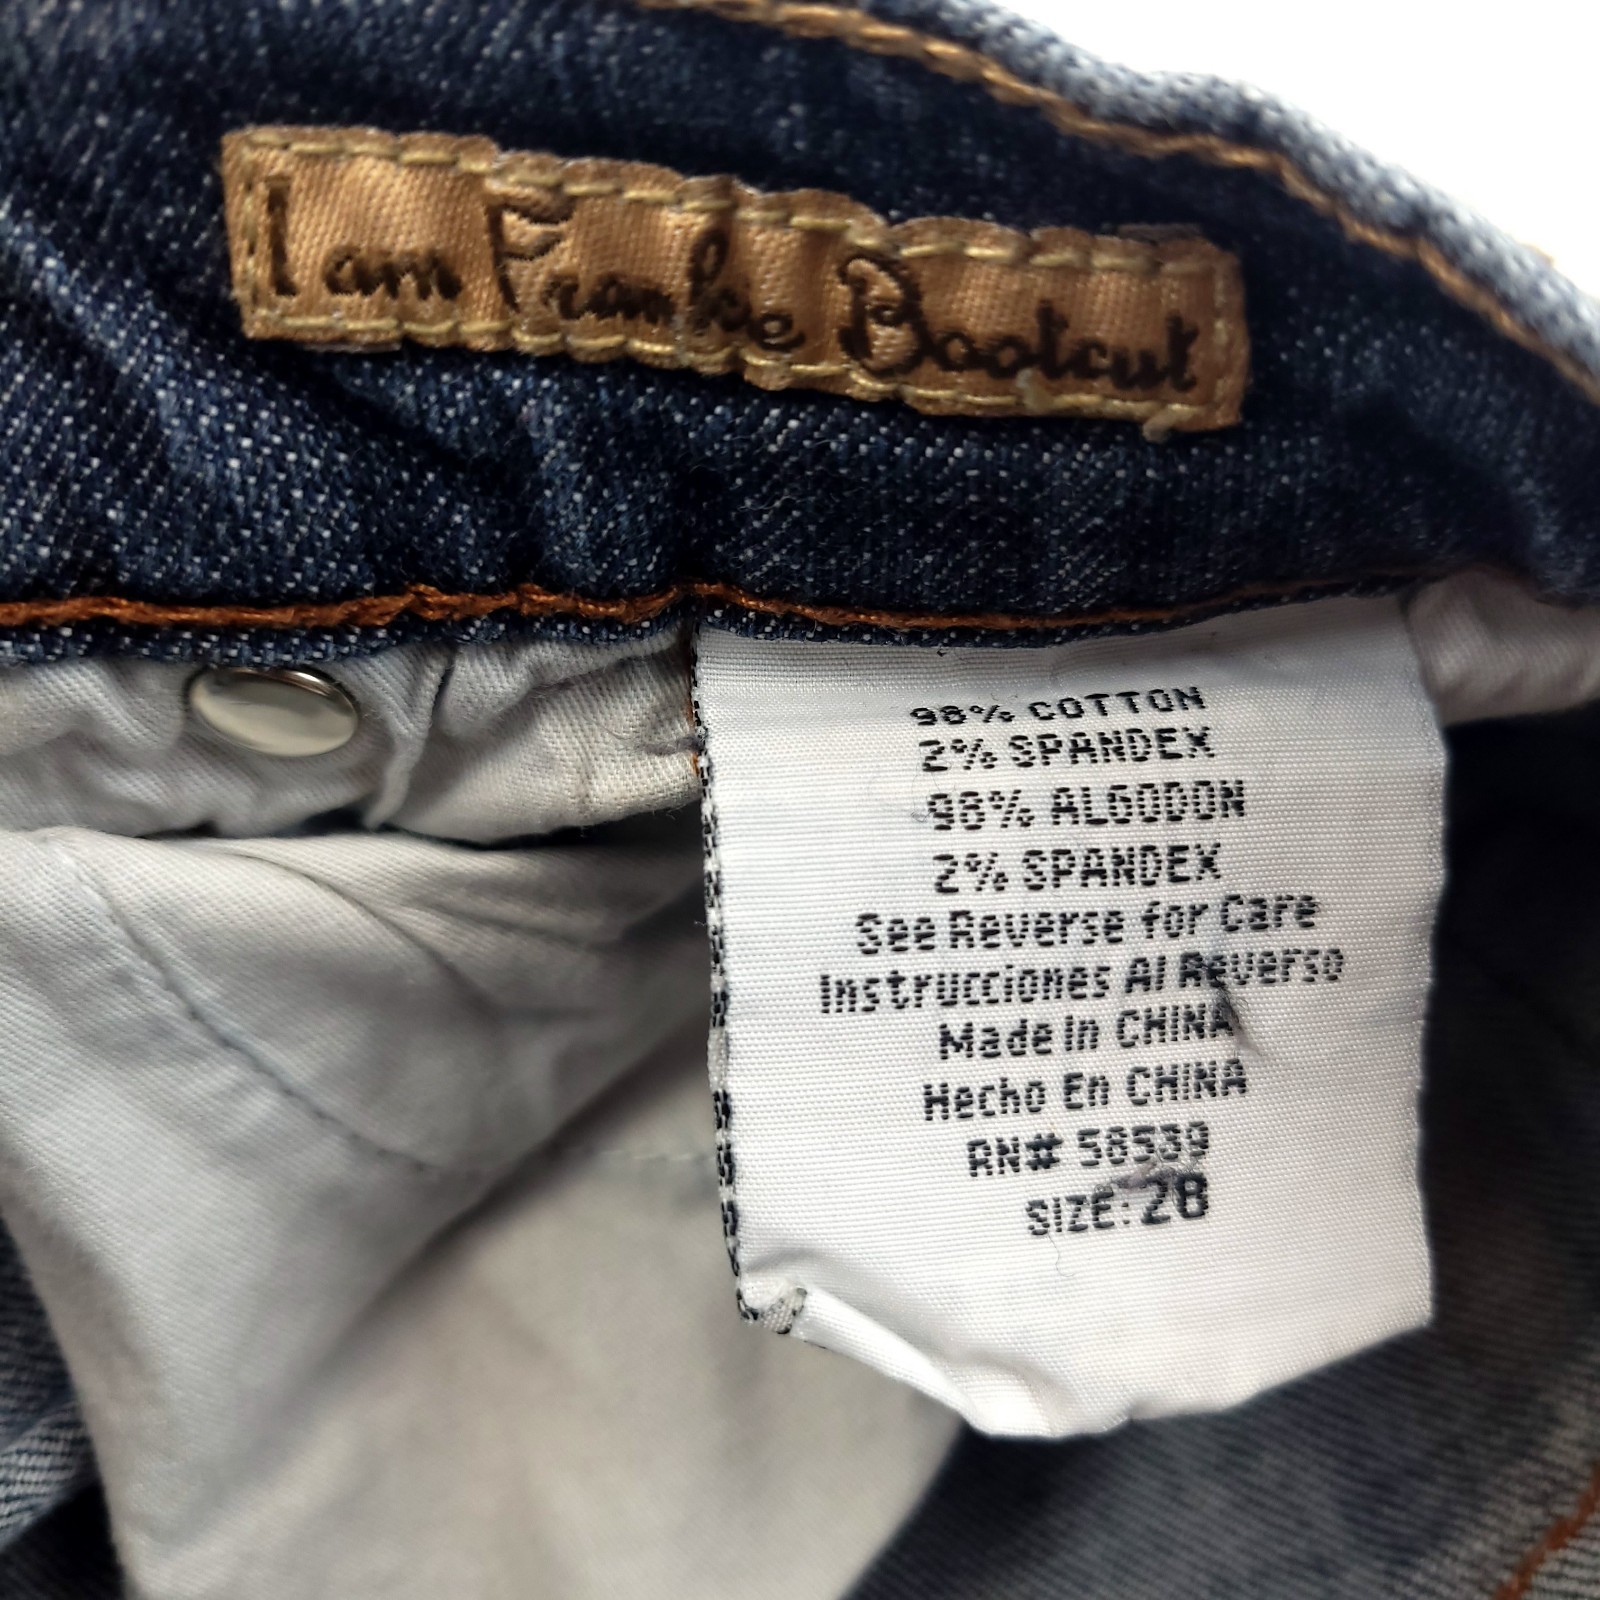 I am Frankie Bootcut
98% COTTON
2% SPANDEX
98% ALGODON
2% SPANDEX
See Reverse for Care
Instrucciones Al Reverso
Made in CHINA
Hecho En CHINA
RN# 58539
SIZE: 28